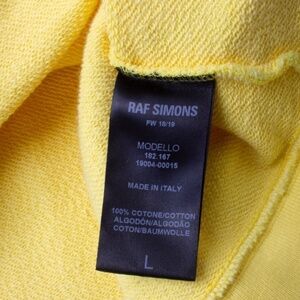 RAF SIMONS
FW 18/19
MODELLO
182.167
19004-00015
MADE IN ITALY
100% COTONE/COTTON
ALGODÓN/ALGODÃO
COTON/BAUMWOLLE
L